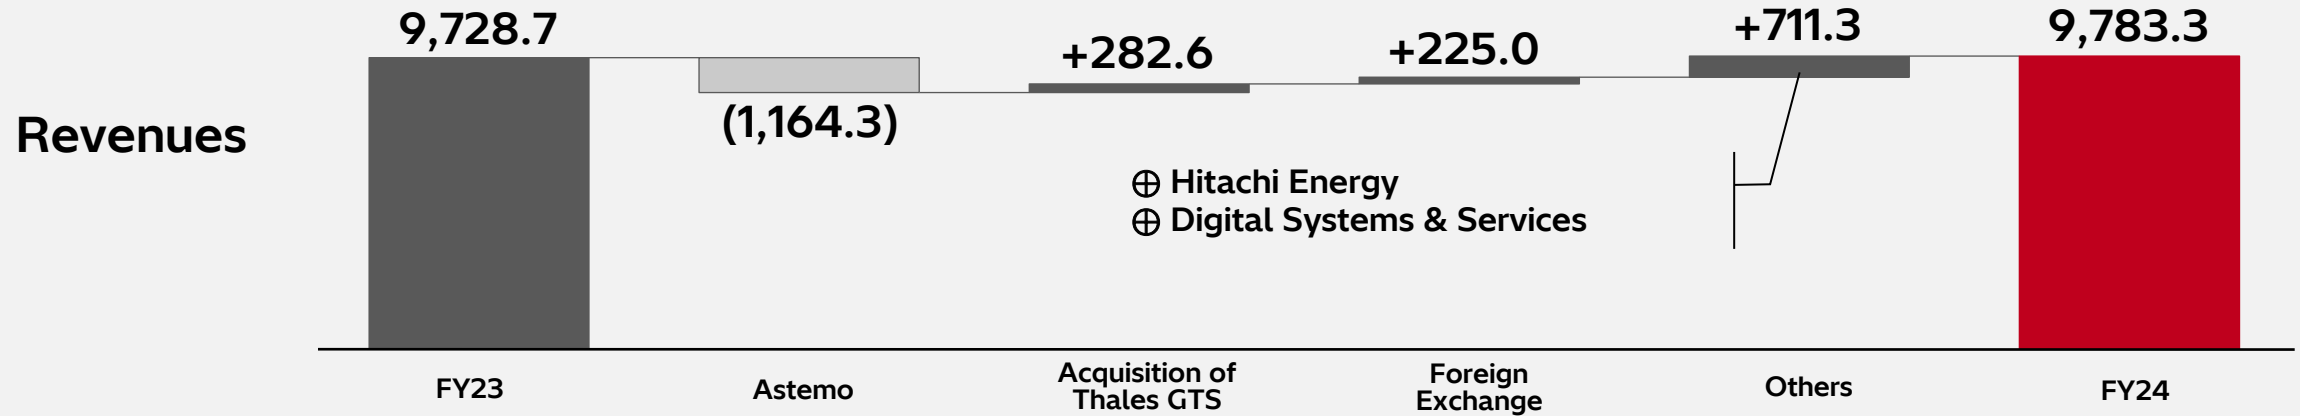 Revenues
9,728.7
(1,164.3)
+282.6
+225.0
+711.3
9,783.3
⊕ Hitachi Energy
⊕ Digital Systems & Services
FY23
Astemo
Acquisition of
Thales GTS
Foreign
Exchange
Others
FY24